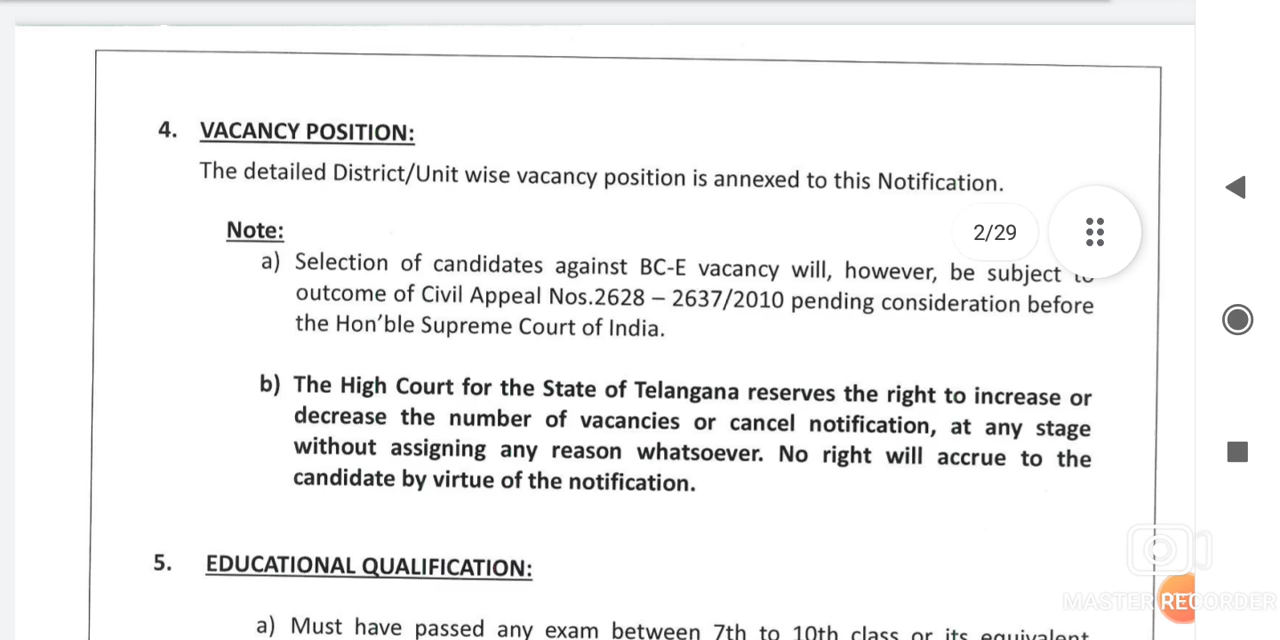 4. VACANCY POSITION:
The detailed District/Unit wise vacancy position is annexed to this Notification.
Note:
2/29
a) Selection of candidates against BC-E vacancy will, however, be subject to
outcome of Civil Appeal Nos.2628 – 2637/2010 pending consideration before
the Hon’ble Supreme Court of India.
b) The High Court for the State of Telangana reserves the right to increase or
decrease the number of vacancies or cancel notification, at any stage
without assigning any reason whatsoever. No right will accrue to the
candidate by virtue of the notification.
5. EDUCATIONAL QUALIFICATION:
MASTER RECORDER
a) Must have passed any exam between 7th to 10th class or its equivalent